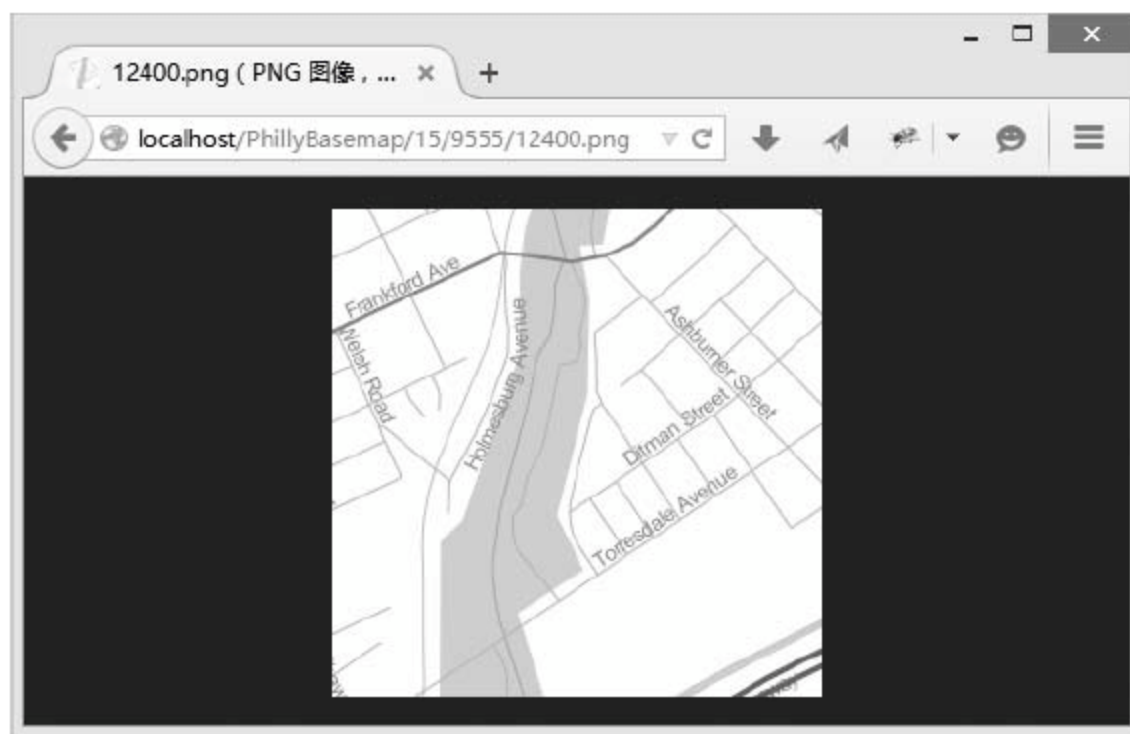 12400.png ( PNG 图像 , ...
localhost/PhillyBasemap/15/9555/12400.png
Frankford Ave
Welsh Road
Holmesburg Avenue
Ashburner Street
Ditman Street
Torresdale Avenue